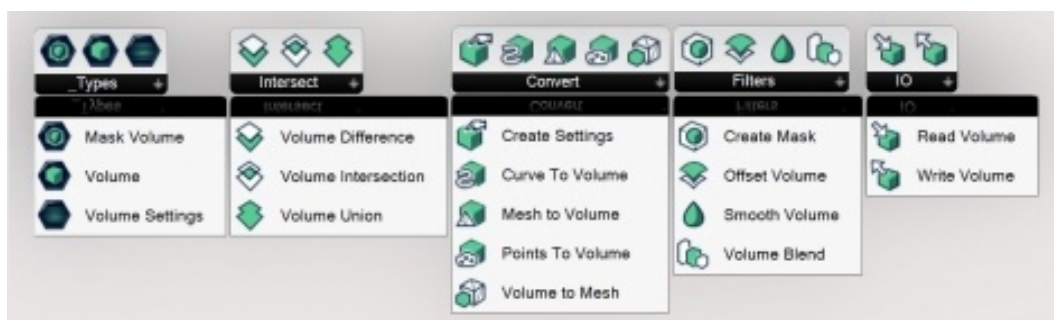 _Types
Mask Volume
Volume
Volume Settings
Intersect
Volume Difference
Volume Intersection
Volume Union
Convert
Create Settings
Curve To Volume
Mesh to Volume
Points To Volume
Volume to Mesh
Filters
Create Mask
Offset Volume
Smooth Volume
Volume Blend
IO
Read Volume
Write Volume